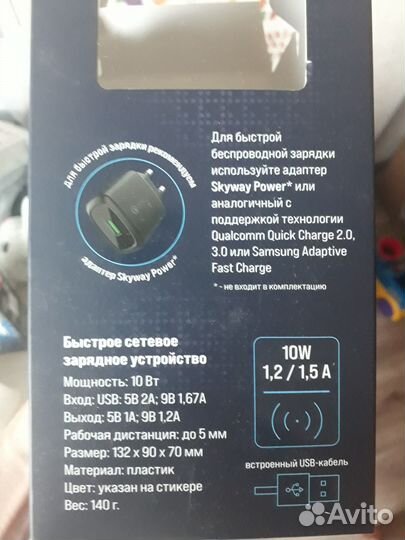 для быстрой зарядки рекомендуем
адаптер Skyway Power*
Для быстрой
беспроводной зарядки
используйте адаптер
Skyway Power* или
аналогичный с
поддержкой технологии
Qualcomm Quick Charge 2.0,
3.0 или Samsung Adaptive
Fast Charge
* - не входит в комплектацию
Быстрое сетевое
зарядное устройство
Мощность: 10 Вт
Вход: USB: 5В 2А; 9В 1,67А
Выход: 5В 1А; 9В 1,2А
Рабочая дистанция: до 5 мм
Размер: 132 x 90 x 70 мм
Материал: пластик
Цвет: указан на стикере
Вес: 140 г.
10W
1,2 / 1,5 А
встроенный USB-кабель
Avito